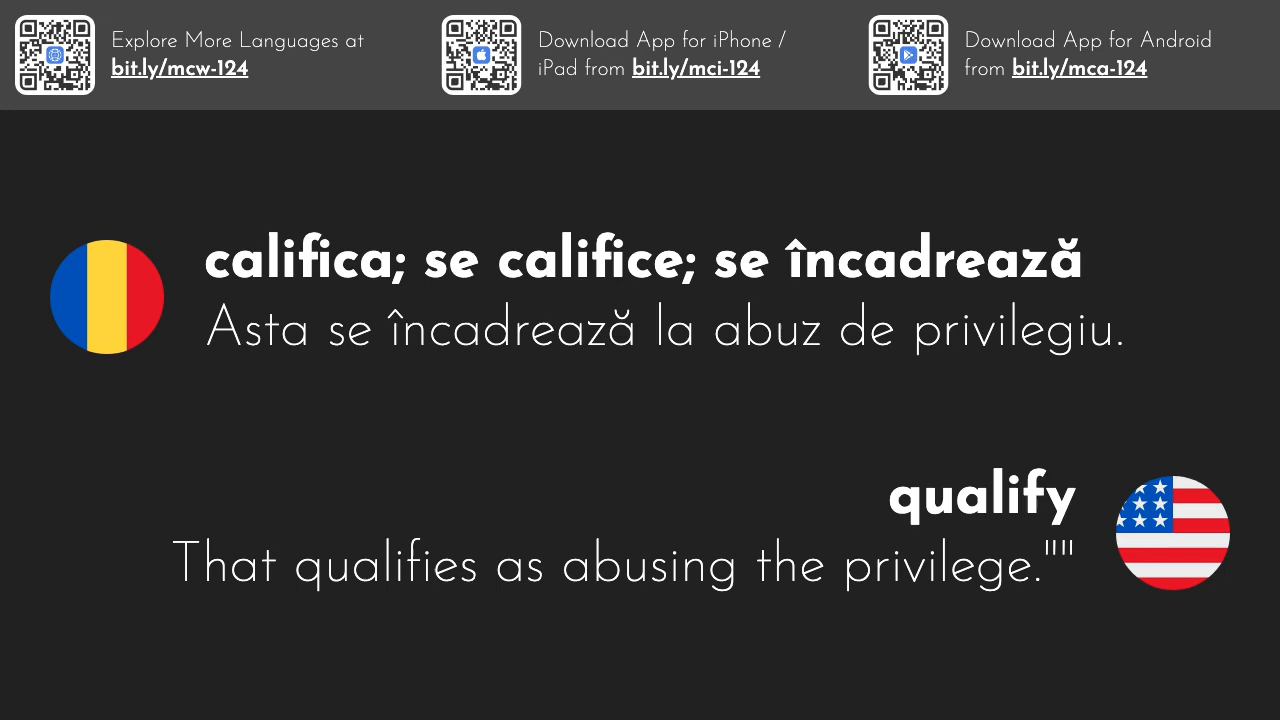 Explore More Languages at
bit.ly/mcw-124
Download App for iPhone /
iPad from bit.ly/mci-124
Download App for Android
from bit.ly/mca-124
califica; se califice; se încadrează
Asta se încadrează la abuz de privilegiu.
qualify
That qualifies as abusing the privilege.""